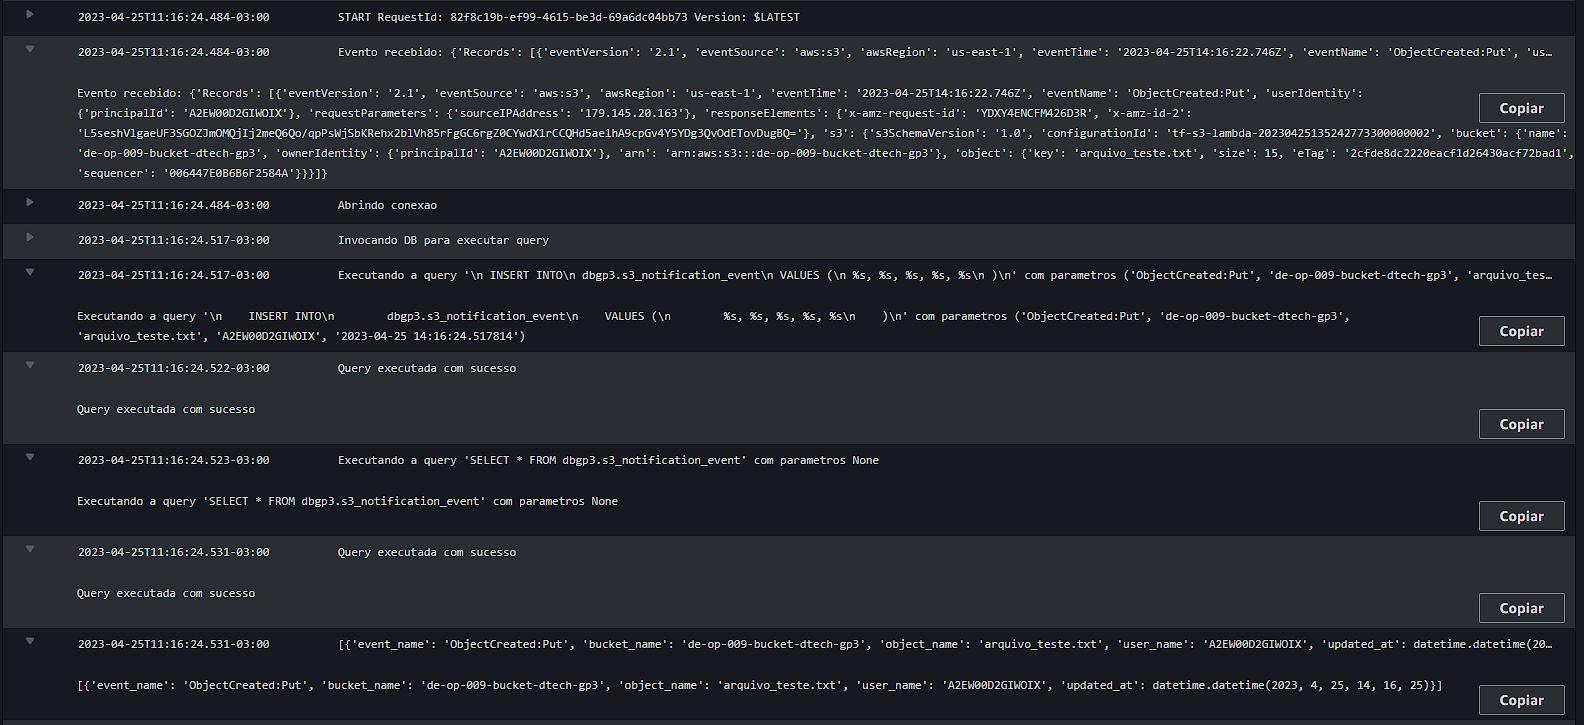 2023-04-25T11:16:24.484-03:00 START RequestId: 82f8c19b-ef99-4615-be3d-69a6dc04bb73 Version: $LATEST
2023-04-25T11:16:24.484-03:00 Evento recebido: {'Records': [{'eventVersion': '2.1', 'eventSource': 'aws:s3', 'awsRegion': 'us-east-1', 'eventTime': '2023-04-25T14:16:22.746Z', 'eventName': 'ObjectCreated:Put', 'us…
Evento recebido: {'Records': [{'eventVersion': '2.1', 'eventSource': 'aws:s3', 'awsRegion': 'us-east-1', 'eventTime': '2023-04-25T14:16:22.746Z', 'eventName': 'ObjectCreated:Put', 'userIdentity':
{'principalId': 'A2EW00D2GIWOIX'}, 'requestParameters': {'sourceIPAddress': '179.145.20.163'}, 'responseElements': {'x-amz-request-id': 'YDXY4ENCFM426D3R', 'x-amz-id-2':
Copiar
'L5seshVlgaeUF3SGOZJmOMQjIj2meQ6Qo/qpPsWjSbKRehx2blVh85rFgGC6rgZ0CYwdX1rCCQHd5ae1hA9cpGv4Y5YDg3QvOdETovDugBQ='}, 's3': {'s3SchemaVersion': '1.0', 'configurationId': 'tf-s3-lambda-20230425135242773300000002', 'bucket': {'name':
'de-op-009-bucket-dtech-gp3', 'ownerIdentity': {'principalId': 'A2EW00D2GIWOIX'}, 'arn': 'arn:aws:s3:::de-op-009-bucket-dtech-gp3'}, 'object': {'key': 'arquivo_teste.txt', 'size': 15, 'eTag': '2cfde8dc2220eacf1d26430acf72bad1',
'sequencer': '006447E0B6B6F2584A'}}}]}
2023-04-25T11:16:24.484-03:00 Abrindo conexao
2023-04-25T11:16:24.517-03:00 Invocando DB para executar query
2023-04-25T11:16:24.517-03:00 Executando a query '\n INSERT INTO\n dbgp3.s3_notification_event\n VALUES (\n %s, %s, %s, %s, %s\n )\n' com parametros ('ObjectCreated:Put', 'de-op-009-bucket-dtech-gp3', 'arquivo_tes…
Executando a query '\n    INSERT INTO\n        dbgp3.s3_notification_event\n    VALUES (\n        %s, %s, %s, %s, %s\n    )\n' com parametros ('ObjectCreated:Put', 'de-op-009-bucket-dtech-gp3',
'arquivo_teste.txt', 'A2EW00D2GIWOIX', '2023-04-25 14:16:24.517814')
Copiar
2023-04-25T11:16:24.522-03:00 Query executada com sucesso
Query executada com sucesso
Copiar
2023-04-25T11:16:24.523-03:00 Executando a query 'SELECT * FROM dbgp3.s3_notification_event' com parametros None
Executando a query 'SELECT * FROM dbgp3.s3_notification_event' com parametros None
Copiar
2023-04-25T11:16:24.531-03:00 Query executada com sucesso
Query executada com sucesso
Copiar
2023-04-25T11:16:24.531-03:00 [{'event_name': 'ObjectCreated:Put', 'bucket_name': 'de-op-009-bucket-dtech-gp3', 'object_name': 'arquivo_teste.txt', 'user_name': 'A2EW00D2GIWOIX', 'updated_at': datetime.datetime(20…
[{'event_name': 'ObjectCreated:Put', 'bucket_name': 'de-op-009-bucket-dtech-gp3', 'object_name': 'arquivo_teste.txt', 'user_name': 'A2EW00D2GIWOIX', 'updated_at': datetime.datetime(2023, 4, 25, 14, 16, 25)}]
Copiar